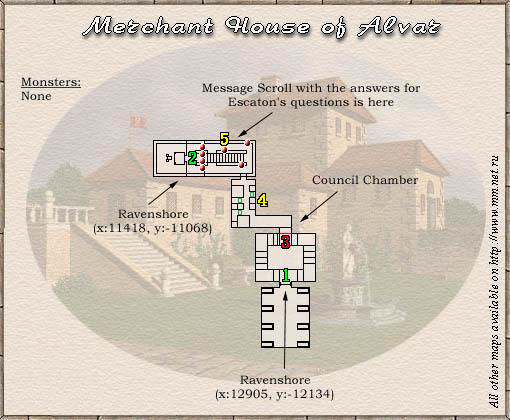 Merchant House of Alvar
Monsters:
None
Message Scroll with the answers for
Escaton's questions is here
5
2
4
Council Chamber
4
Ravenshore
(x:11418, y:-11068)
3
1
Ravenshore
(x:12905, y:-12134)
All other maps available on http://www.mm.net.ru